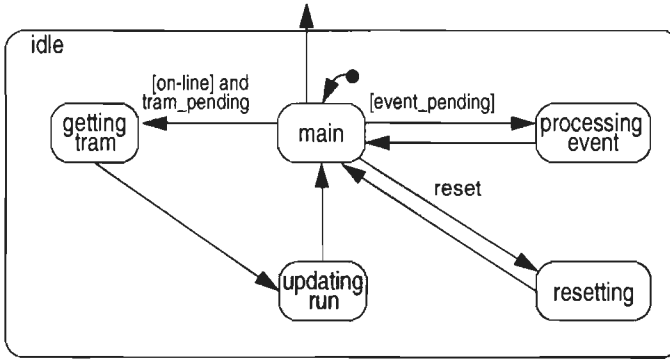 idle
[on-line] and
tram_pending
[event_pending]
getting
tram
main
processing
event
reset
updating
run
resetting